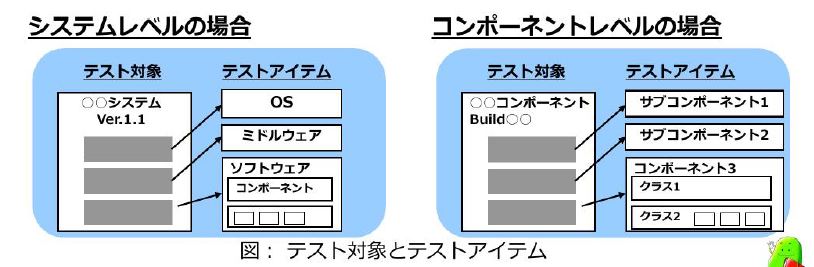 システムレベルの場合
テスト対象
テストアイテム
○○システム
Ver.1.1
OS
ミドルウェア
ソフトウェア
コンポーネント
コンポーネントレベルの場合
テスト対象
テストアイテム
○○コンポーネント
Build○○
サブコンポーネント1
サブコンポーネント2
コンポーネント3
クラス1
クラス2
図： テスト対象とテストアイテム